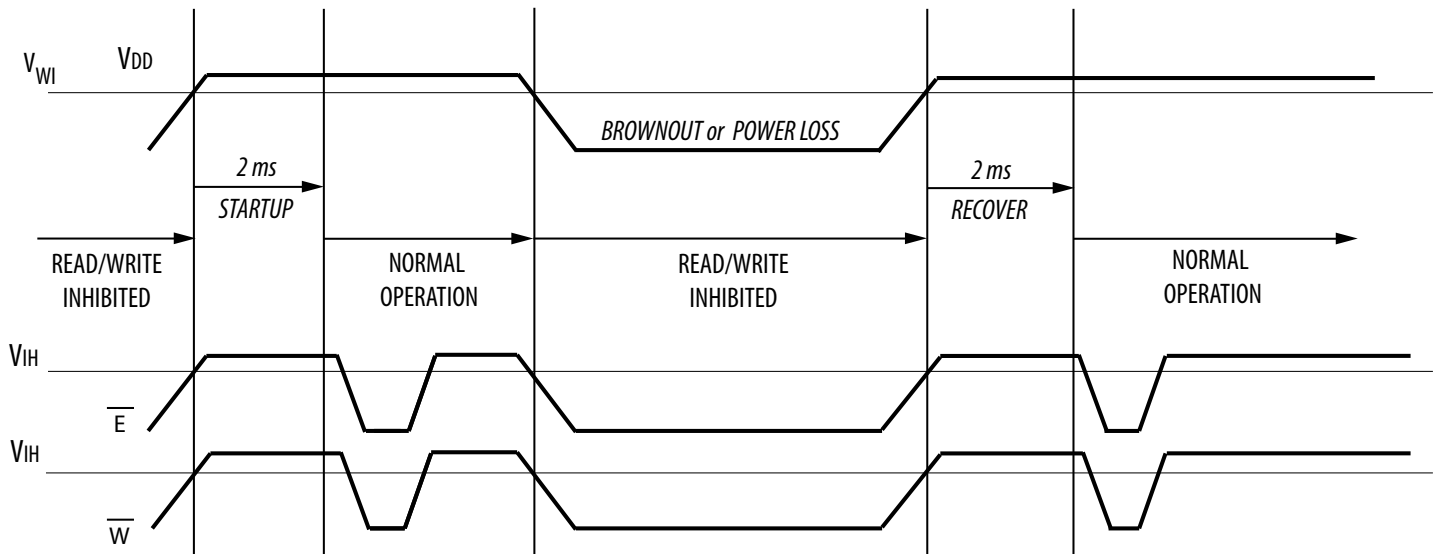 VWI VDD
BROWNOUT or POWER LOSS
2 ms
STARTUP
2 ms
RECOVER
READ/WRITE
INHIBITED
NORMAL
OPERATION
READ/WRITE
INHIBITED
NORMAL
OPERATION
VIH
E
VIH
W